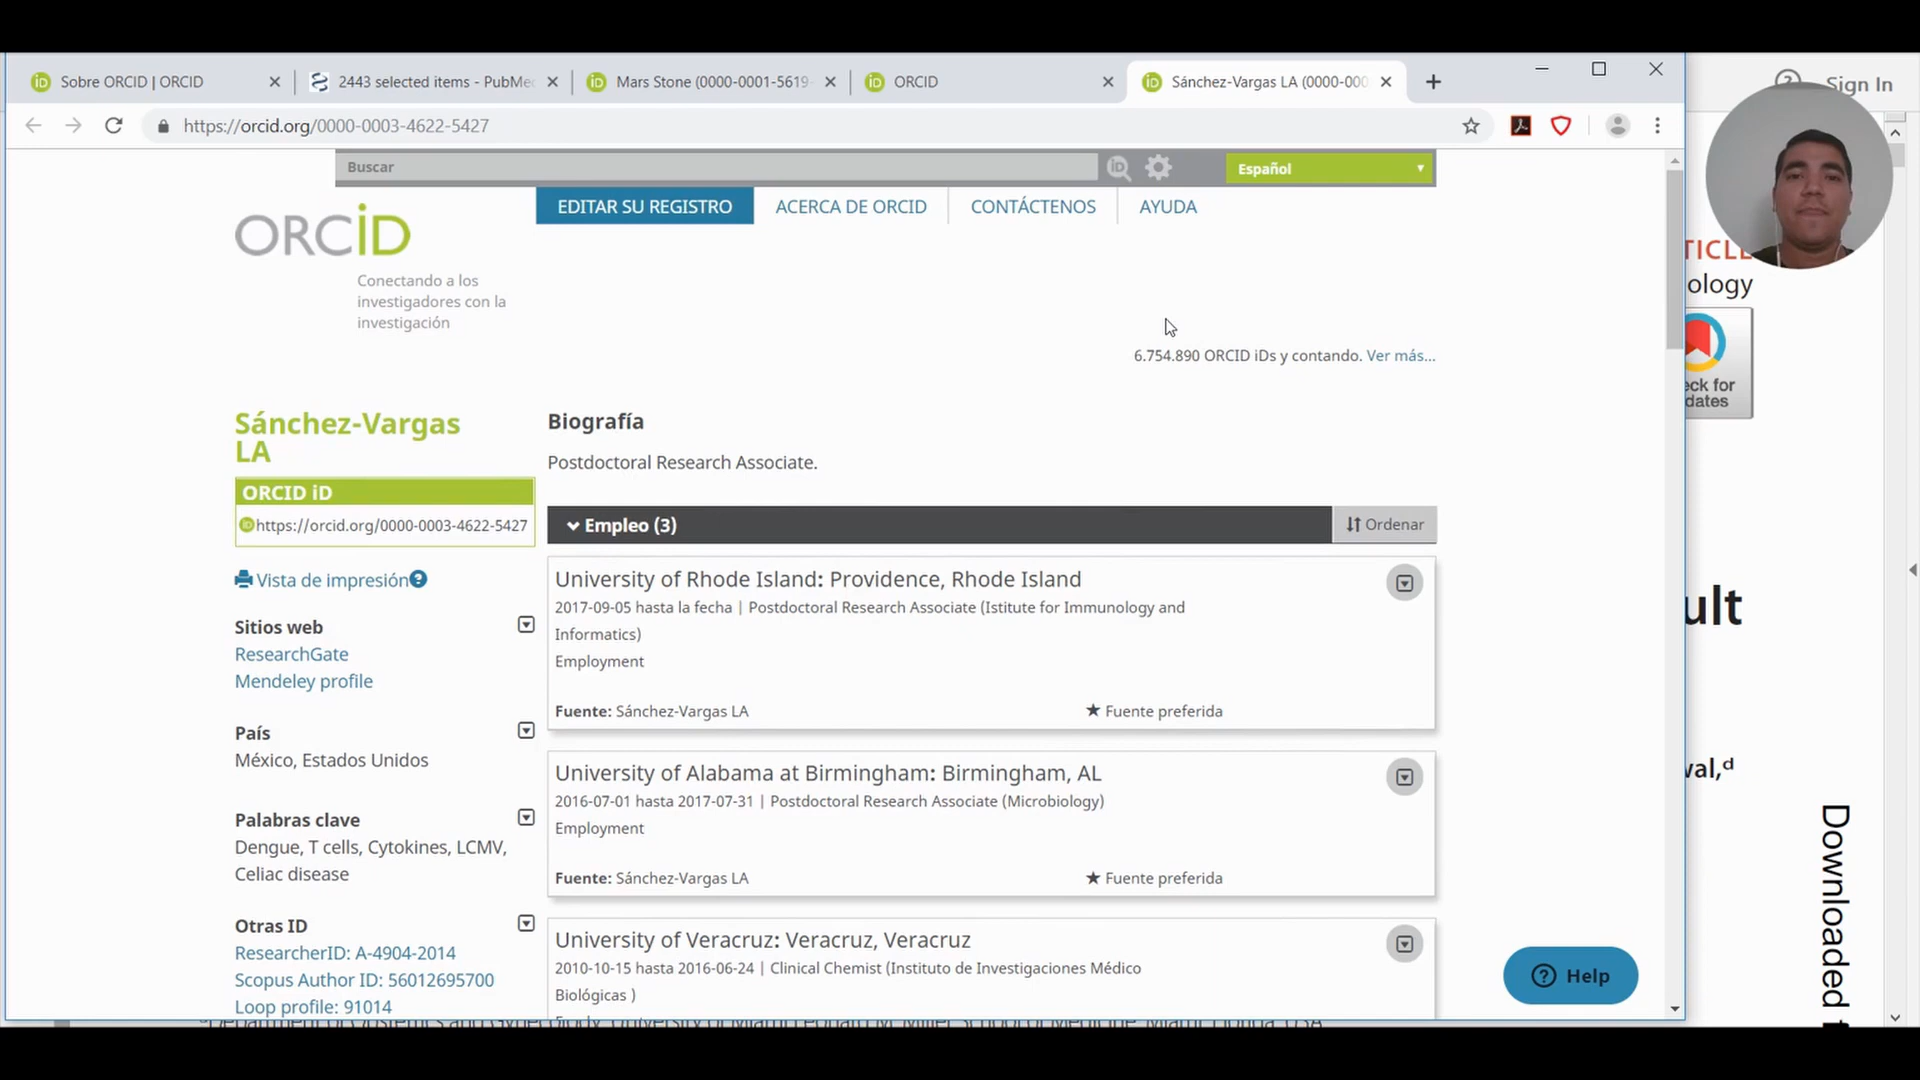 Sobre ORCID | ORCID
2443 selected items - PubMe
Mars Stone (0000-0001-5619-
ORCID
Sánchez-Vargas LA (0000-000
https://orcid.org/0000-0003-4622-5427
Sign In
Buscar
Español
EDITAR SU REGISTRO
ACERCA DE ORCID
CONTÁCTENOS
AYUDA
ORCID
Conectando a los
investigadores con la
investigación
6.754.890 ORCID iDs y contando. Ver más...
Sánchez-Vargas
LA
ORCID iD
https://orcid.org/0000-0003-4622-5427
Vista de impresión
Sitios web
ResearchGate
Mendeley profile
País
México, Estados Unidos
Palabras clave
Dengue, T cells, Cytokines, LCMV,
Celiac disease
Otras ID
ResearcherID: A-4904-2014
Scopus Author ID: 56012695700
Loop profile: 91014
Biografía
Postdoctoral Research Associate.
Empleo (3)
Ordenar
University of Rhode Island: Providence, Rhode Island
2017-09-05 hasta la fecha | Postdoctoral Research Associate (Istitute for Immunology and
Informatics)
Employment
Fuente: Sánchez-Vargas LA
★ Fuente preferida
University of Alabama at Birmingham: Birmingham, AL
2016-07-01 hasta 2017-07-31 | Postdoctoral Research Associate (Microbiology)
Employment
Fuente: Sánchez-Vargas LA
★ Fuente preferida
University of Veracruz: Veracruz, Veracruz
2010-10-15 hasta 2016-06-24 | Clinical Chemist (Instituto de Investigaciones Médico
Biológicas )
Help
TICLE
ology
eck for
dates
ult
val,ᵈ
Downloaded